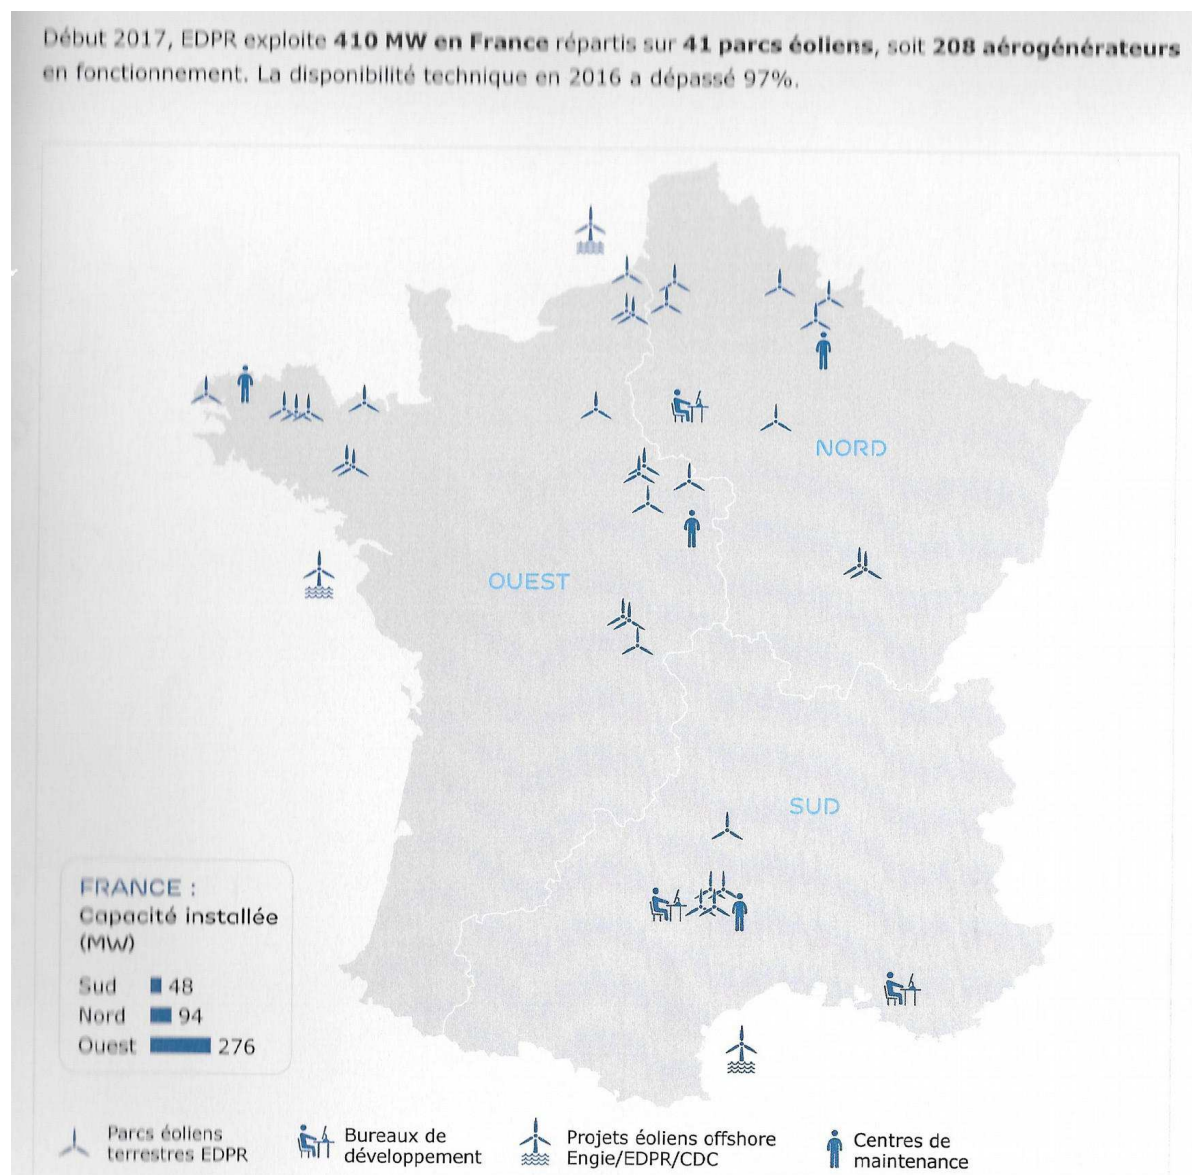 Début 2017, EDPR exploite 410 MW en France répartis sur 41 parcs éoliens, soit 208 aérogénérateurs
en fonctionnement. La disponibilité technique en 2016 a dépassé 97%.
NORD
OUEST
SUD
FRANCE :
Capacité installée
(MW)
Sud 48
Nord 94
Ouest 276
Parcs éoliens
terrestres EDPR
Bureaux de
développement
Projets éoliens offshore
Engie/EDPR/CDC
Centres de
maintenance